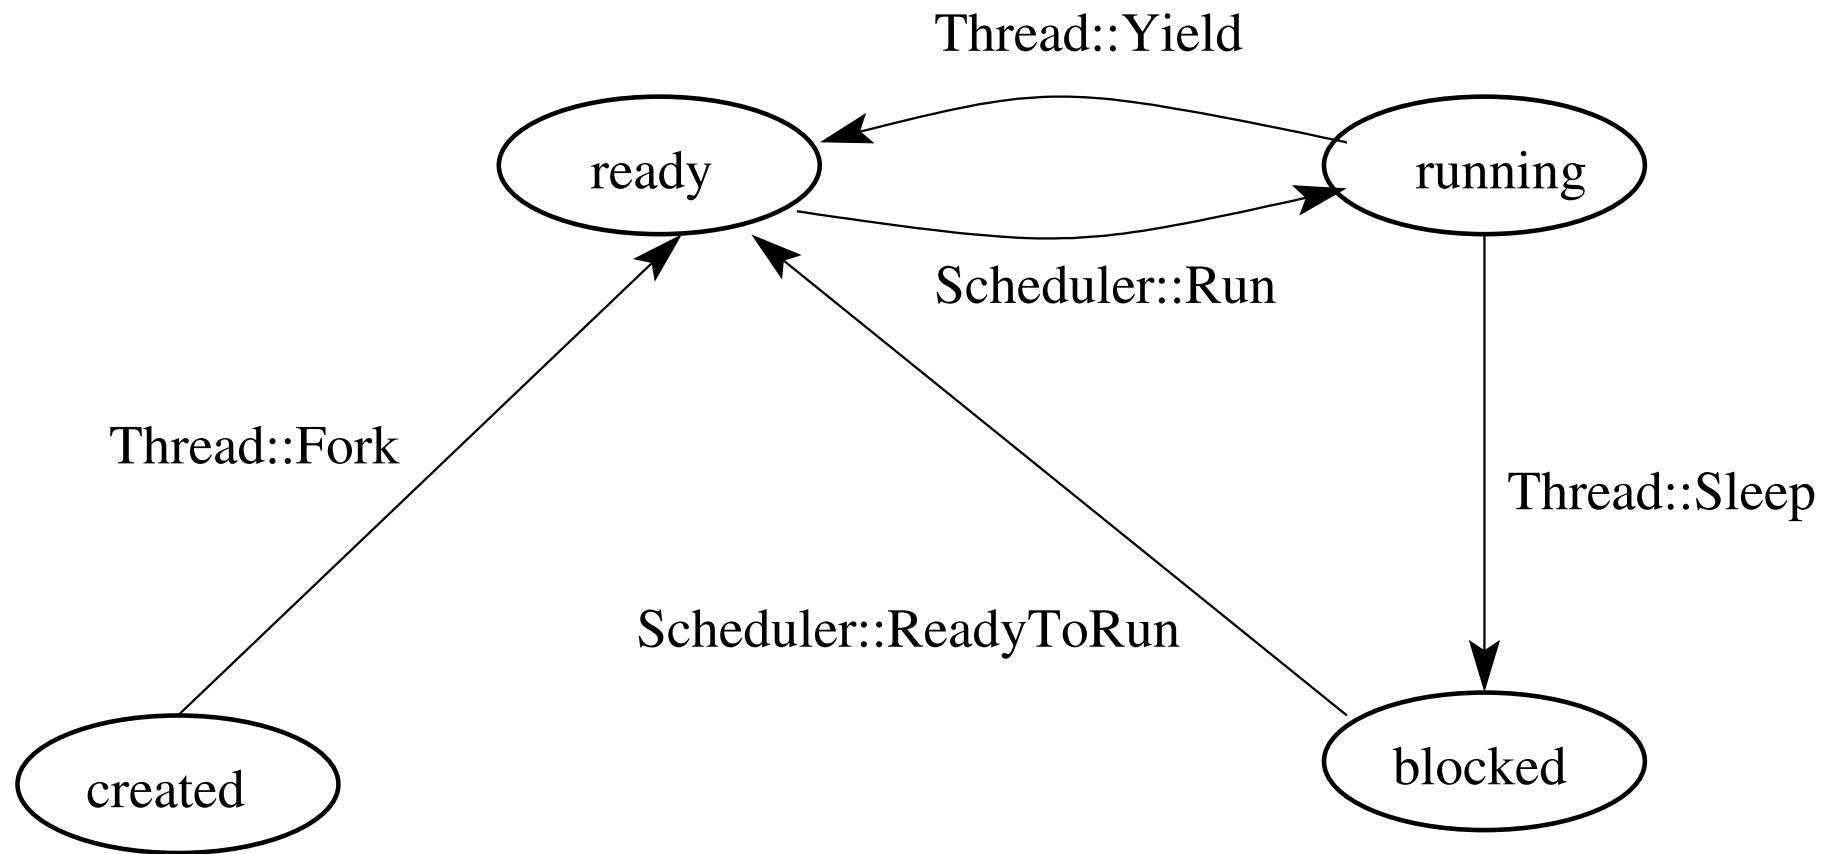 Thread::Yield
ready
running
Scheduler::Run
Thread::Fork
Thread::Sleep
Scheduler::ReadyToRun
created
blocked